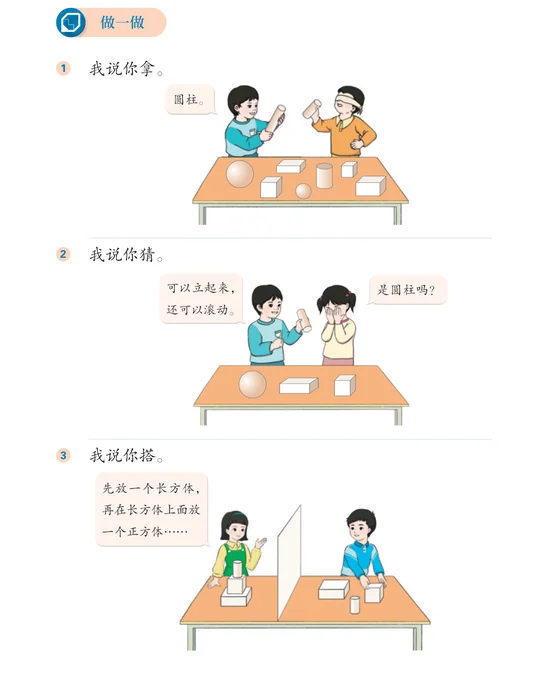 做一做
1 我说你拿。
圆柱。
2 我说你猜。
可以立起来，
还可以滚动。
是圆柱吗？
3 我说你搭。
先放一个长方体，
再在长方体上面放
一个正方体……